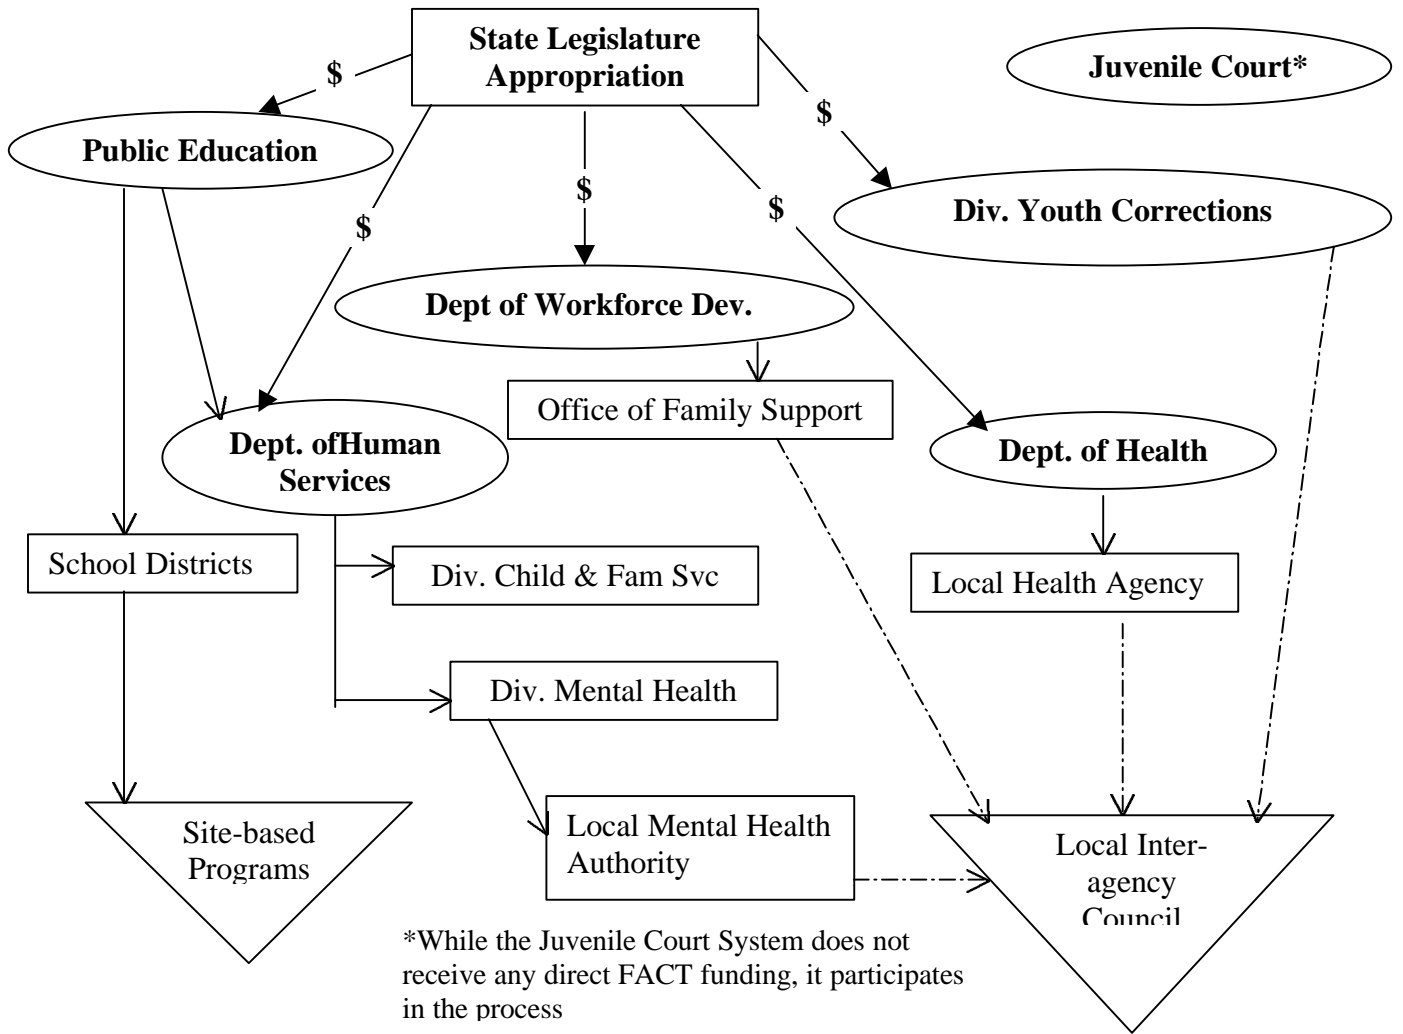 State Legislature
Appropriation
Juvenile Court*
$
$
$
$
$
Public Education
Div. Youth Corrections
Dept of Workforce Dev.
Office of Family Support
Dept. ofHuman
Services
Dept. of Health
School Districts
Div. Child & Fam Svc
Local Health Agency
Div. Mental Health
Site-based
Programs
Local Mental Health
Authority
Local Inter-
agency
Council
*While the Juvenile Court System does not
receive any direct FACT funding, it participates
in the process